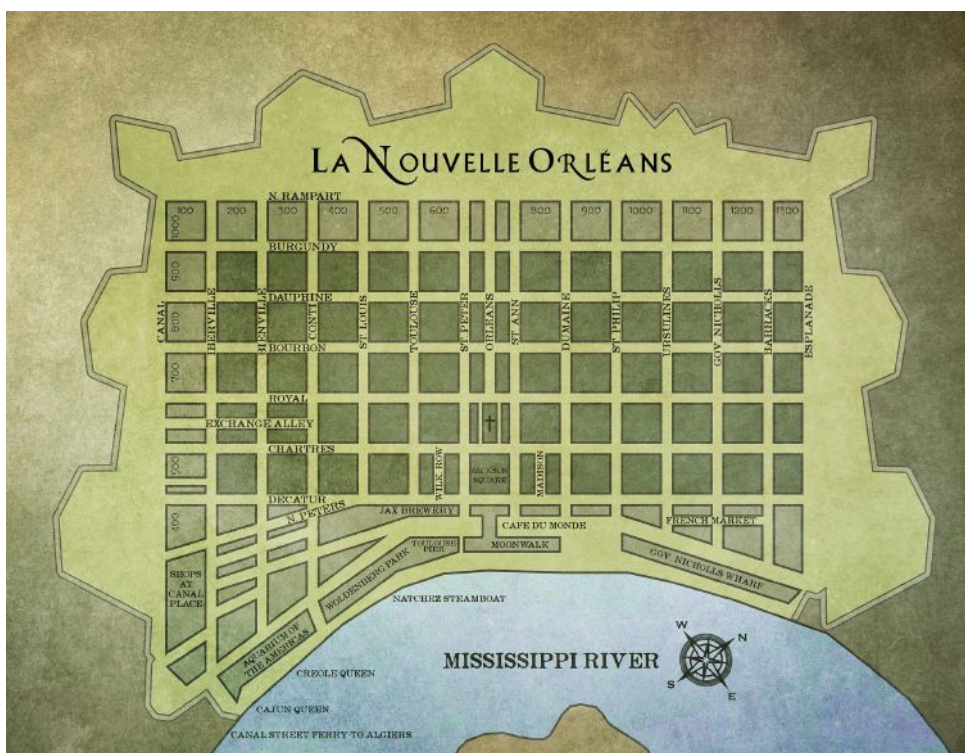 LA NOUVELLE ORLÉANS
N. RAMPART
100
200
300
400
500
600
800
900
1000
1100
1200
1300
1000
BURGUNDY
900
DAUPHINE
CANAL
800
IBERVILLE
BIENVILLE
CONTI
ST. LOUIS
TOULOUSE
ST. PETER
ORLEANS
ST. ANN
DUMAINE
ST. PHILIP
URSULINES
GOV. NICHOLLS
BARRACKS
ESPLANADE
BOURBON
700
ROYAL
EXCHANGE ALLEY
CHARTRES
500
WILK. ROW
JACKSON
SQUARE
MADISON
DECATUR
N. PETERS
400
JAX BREWERY
CAFE DU MONDE
FRENCH MARKET
TOULOUSE
PIER
MOONWALK
GOV. NICHOLLS WHARF
SHOPS
AT
CANAL
PLACE
WOLDENBERG PARK
NATCHEZ STEAMBOAT
AQUARIUM OF
THE AMERICAS
MISSISSIPPI RIVER
W
N
S
E
CREOLE QUEEN
CAJUN QUEEN
CANAL STREET FERRY TO ALGIERS